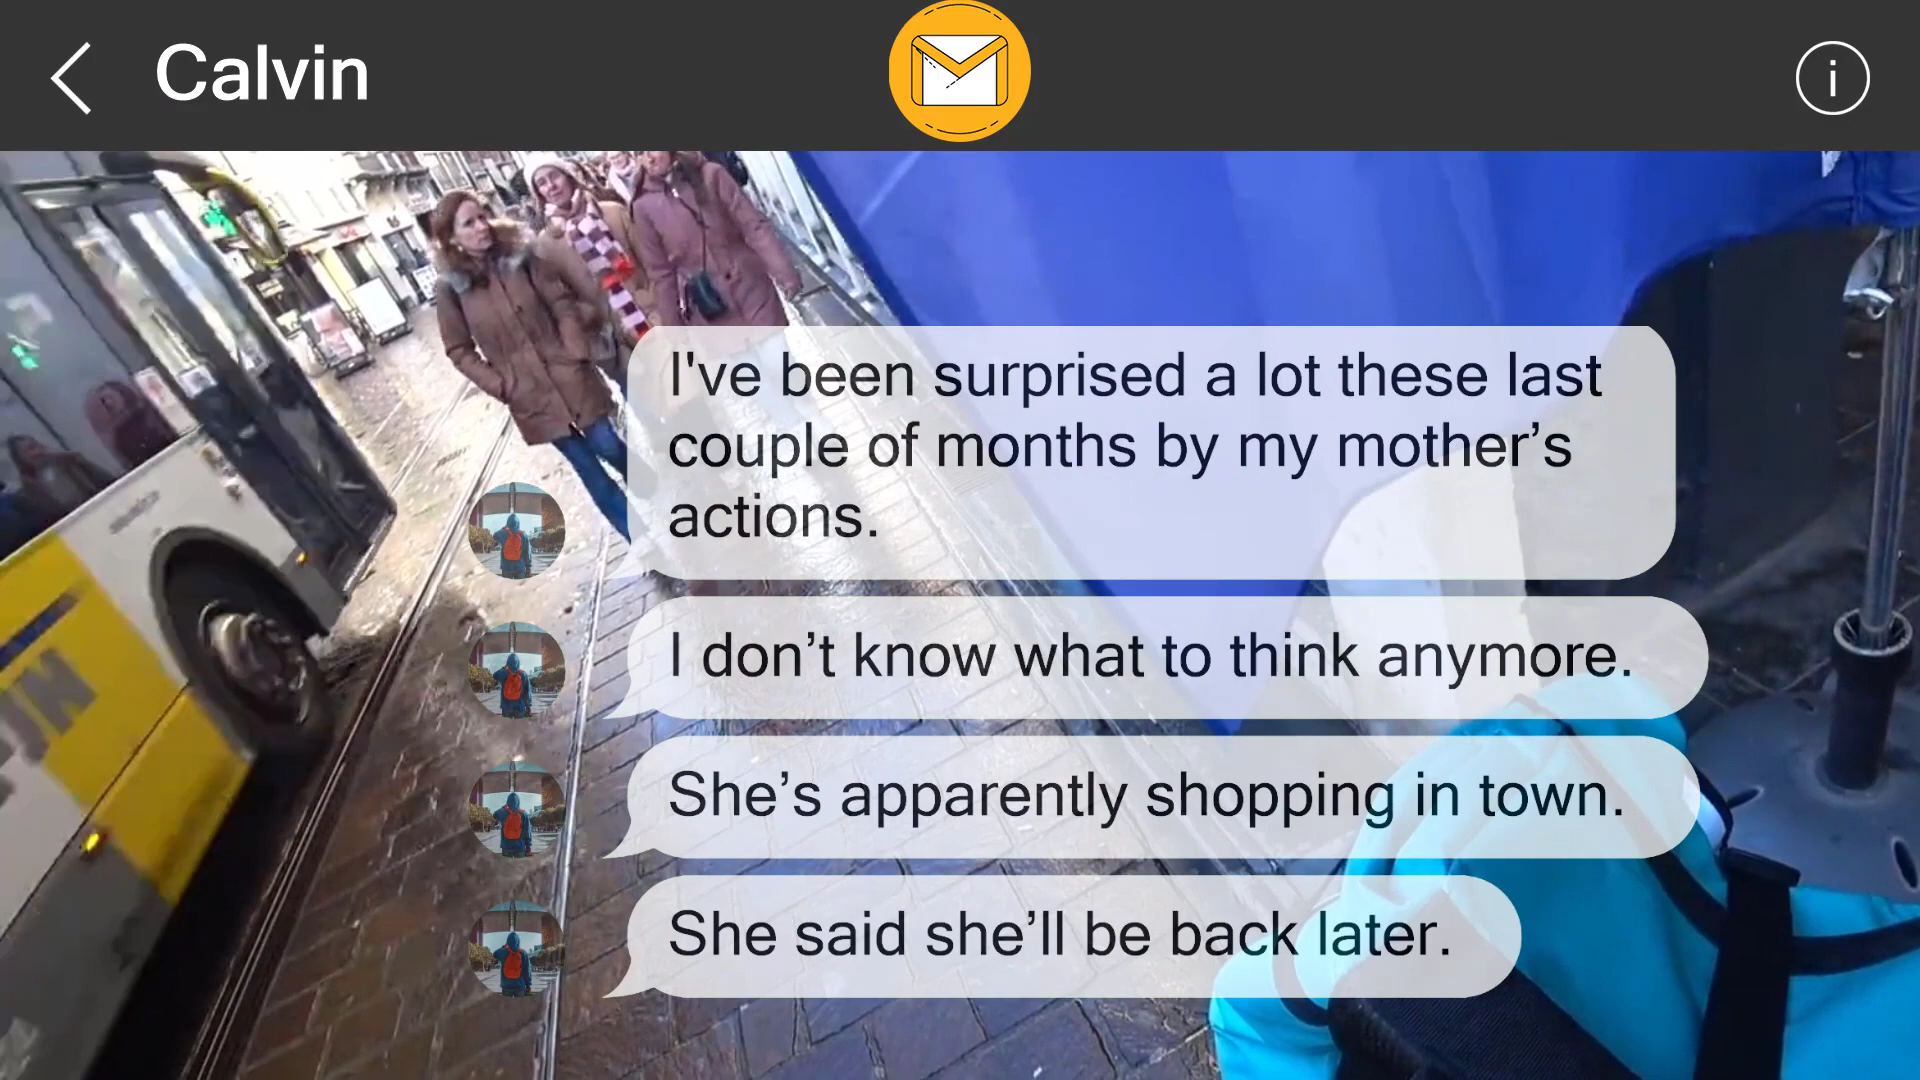 Calvin
I've been surprised a lot these last
couple of months by my mother’s
actions.
I don’t know what to think anymore.
She’s apparently shopping in town.
She said she’ll be back later.